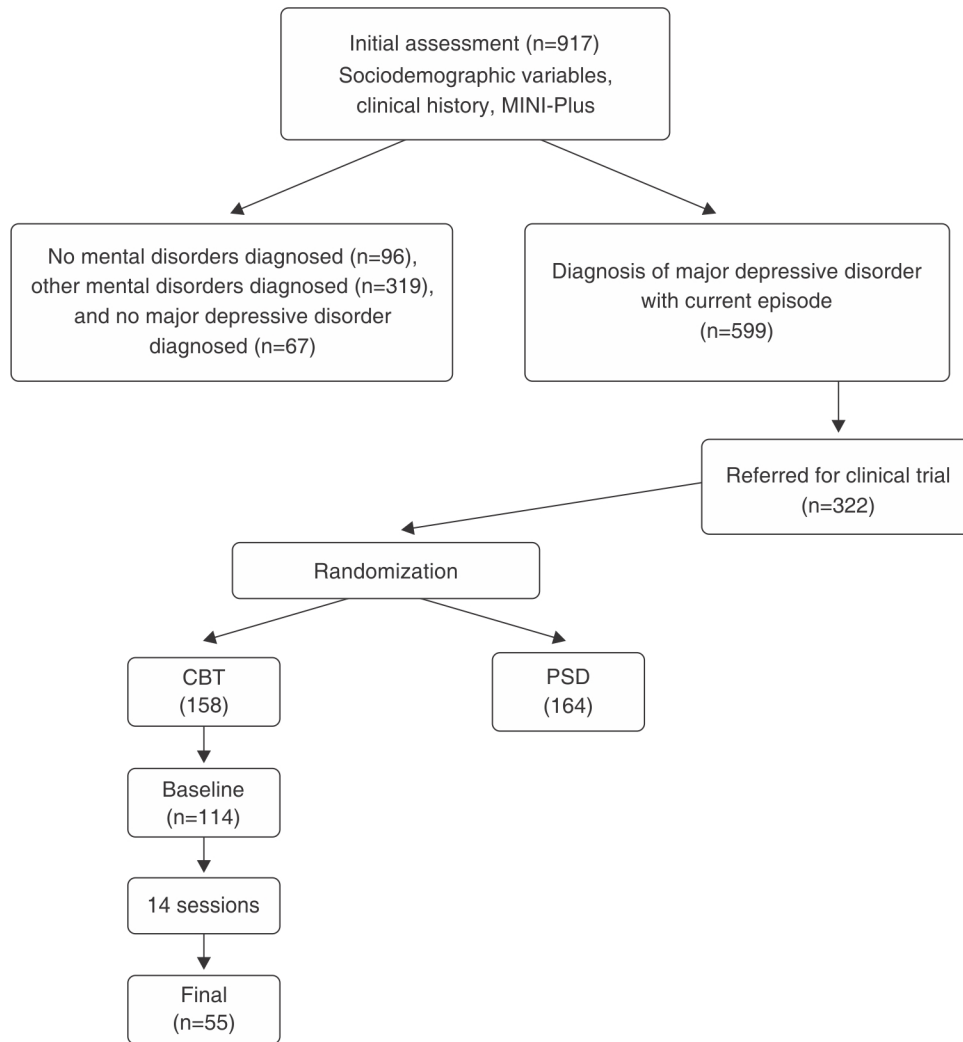 Initial assessment (n=917)
Sociodemographic variables,
clinical history, MINI-Plus
No mental disorders diagnosed (n=96),
other mental disorders diagnosed (n=319),
and no major depressive disorder
diagnosed (n=67)
Diagnosis of major depressive disorder
with current episode
(n=599)
Referred for clinical trial
(n=322)
Randomization
CBT
(158)
PSD
(164)
Baseline
(n=114)
14 sessions
Final
(n=55)